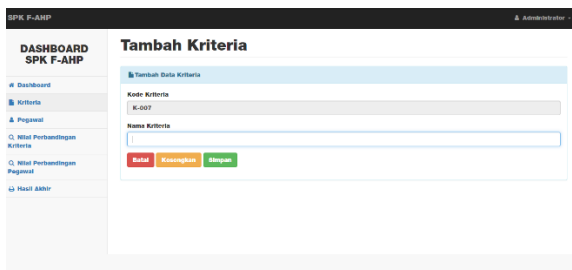 SPK F-AHP
Administrator
DASHBOARD
SPK F-AHP
Dashboard
Kriteria
Pegawai
Nilai Perbandingan
Kriteria
Nilai Perbandingan
Pegawai
Hasil Akhir
Tambah Kriteria
Tambah Data Kriteria
Kode Kriteria
K-007
Nama Kriteria
Batal Kosongkan Simpan